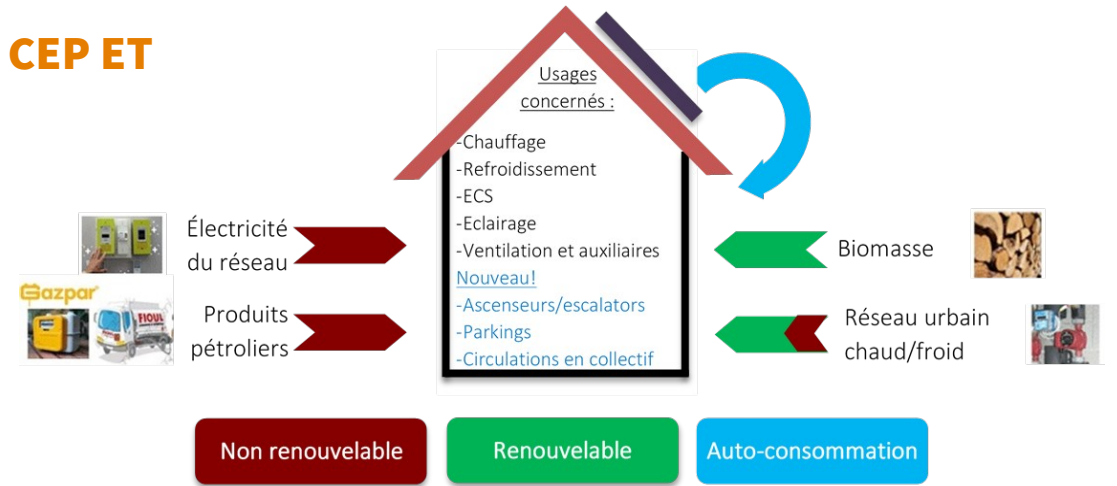 CEP ET
Usages
concernés :
-Chauffage
-Refroidissement
-ECS
-Eclairage
-Ventilation et auxiliaires
Nouveau!
-Ascenseurs/escalators
-Parkings
-Circulations en collectif
Électricité
du réseau
Gazpar
FIOUL
Produits
pétroliers
Biomasse
Réseau urbain
chaud/froid
Non renouvelable
Renouvelable
Auto-consommation